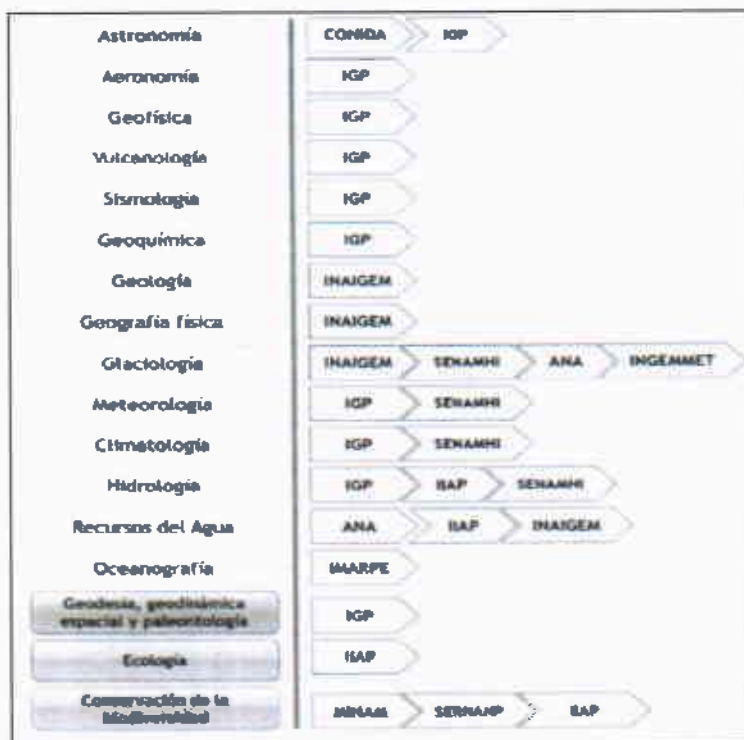 Astronomía CONIDA IGP
Aeronomía IGP
Geofísica IGP
Vulcanología IGP
Sismología IGP
Geoquímica IGP
Geología INAIGEM
Geografía física INAIGEM
Glaciología INAIGEM SENAMHI ANA INGEMMET
Meteorología IGP SENAMHI
Climatología IGP SENAMHI
Hidrología IGP IIAP SENAMHI
Recursos del Agua ANA IIAP INAIGEM
Oceanografía IMARPE
Geodesia, geodinámica
espacial y paleontología IGP
Ecología IIAP
Conservación de la
Biodiversidad MINAM SERNANP IIAP